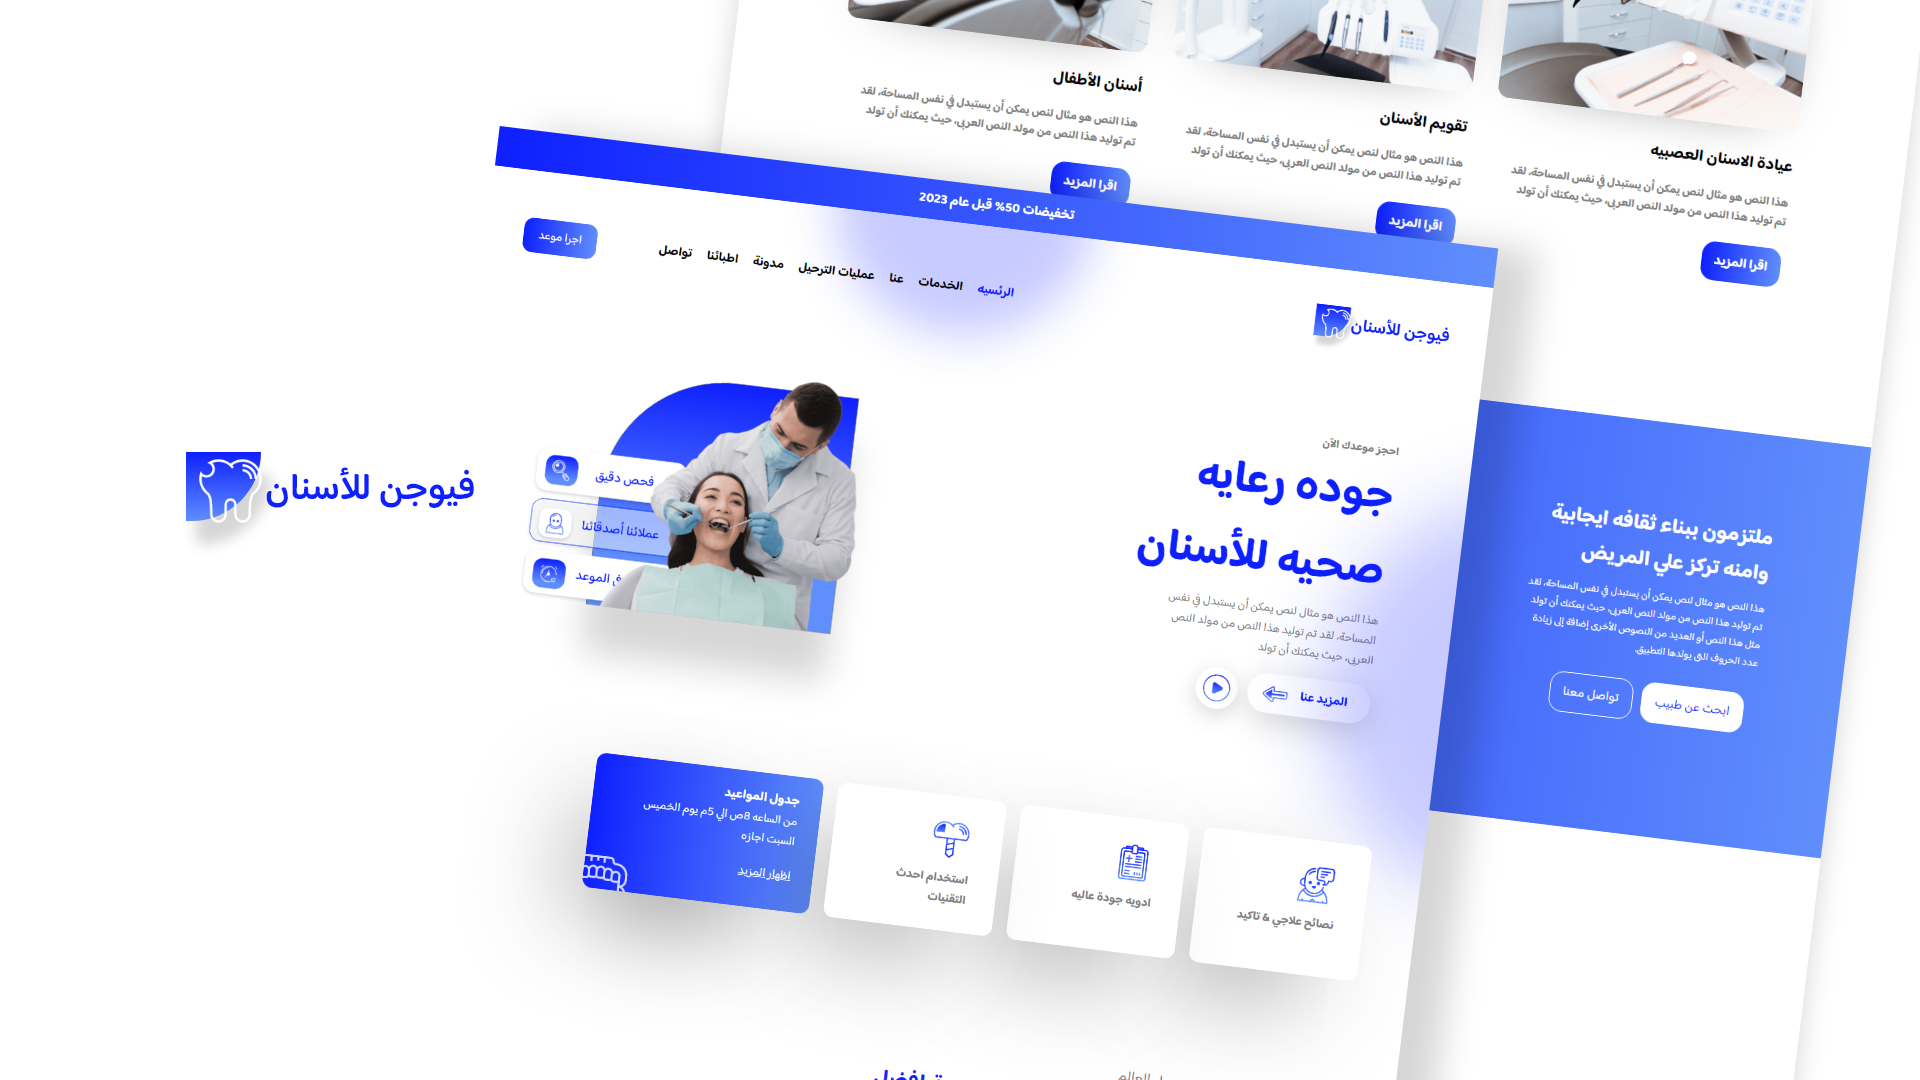 أسنان الأطفال
هذا النص هو مثال لنص يمكن أن يستبدل في نفس المساحة، لقد
تم توليد هذا النص من مولد النص العربى، حيث يمكنك أن تولد
اقرا المزيد
تقويم الأسنان
هذا النص هو مثال لنص يمكن أن يستبدل في نفس المساحة، لقد
تم توليد هذا النص من مولد النص العربى، حيث يمكنك أن تولد
اقرا المزيد
عيادة الاسنان العصبيه
هذا النص هو مثال لنص يمكن أن يستبدل في نفس المساحة، لقد
تم توليد هذا النص من مولد النص العربى، حيث يمكنك أن تولد
اقرا المزيد
تخفيضات 50% قبل عام 2023
فيوجن للأسنان
الرئسيه
الخدمات
عنا
عمليات الترحيل
مدونة
اطبائنا
تواصل
اجرا موعد
احجز موعدك الآن
جوده رعايه
صحيه للأسنان
هذا النص هو مثال لنص يمكن أن يستبدل في نفس
المساحة، لقد تم توليد هذا النص من مولد النص
العربى، حيث يمكنك أن تولد
المزيد عنا
فحص دقيق
عملائنا أصدقائنا
الموعد
فيوجن للأسنان
ملتزمون ببناء ثقافه ايجابية
وامنه تركز علي المريض
هذا النص هو مثال لنص يمكن أن يستبدل في نفس المساحة، لقد
تم توليد هذا النص من مولد النص العربى، حيث يمكنك أن تولد
مثل هذا النص أو العديد من النصوص الأخرى إضافة إلى زيادة
عدد الحروف التى يولدها التطبيق.
ابحث عن طبيب
تواصل معنا
نصائح علاجي & تاكيد
ادويه جودة عاليه
استخدام احدث
التقنيات
جدول المواعيد
من الساعه 8ص الي 5م يوم الخميس
السبت اجازه
اظهار المزيد
العالم